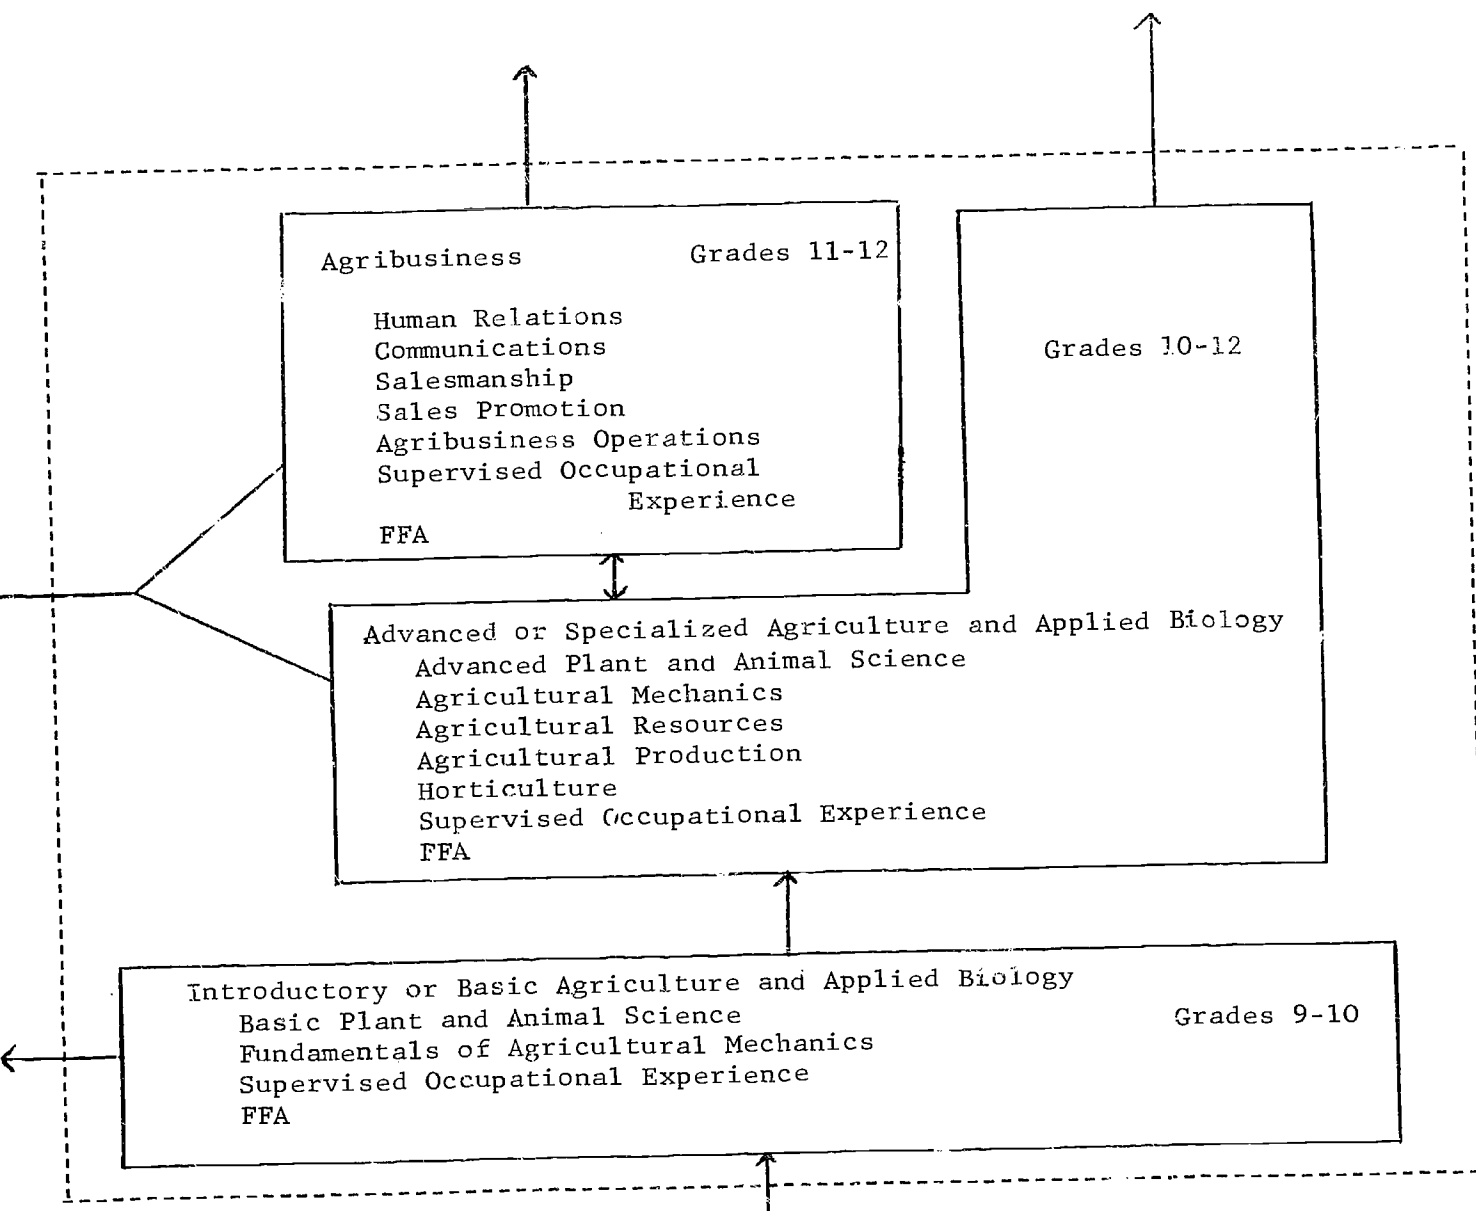 Agribusiness Grades 11-12
Human Relations
Communications
Salesmanship
Sales Promotion
Agribusiness Operations
Supervised Occupational
Experience
FFA
Grades 10-12
Advanced or Specialized Agriculture and Applied Biology
Advanced Plant and Animal Science
Agricultural Mechanics
Agricultural Resources
Agricultural Production
Horticulture
Supervised Occupational Experience
FFA
Introductory or Basic Agriculture and Applied Biology
Basic Plant and Animal Science
Grades 9-10
Fundamentals of Agricultural Mechanics
Supervised Occupational Experience
FFA